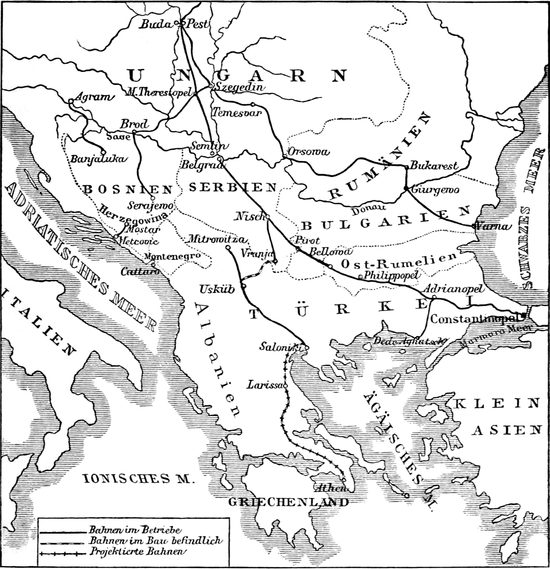 Buda
Pest
UNGARN
Agram
M. Theresiopel
Szegedin
Temesvar
Brod
Save
Banjaluka
Semlin
Belgrad
Orsowa
RUMÄNIEN
Bukarest
Giurgewo
SCHWARZES MEER
BOSNIEN
SERBIEN
Donau
BULGARIEN
Varna
ADRIATISCHES MEER
Serajewo
Herzegowina
Mostar
Metcovic
Nisch
Mitrowitza
Pirot
Bellowa
Montenegro
Vranja
Ost-Rumelien
Cattaro
Philippopel
Usküb
Adrianopel
ITALIEN
TÜRKEI
Constantinopel
Albanien
Saloniki
Dede Aghatsch
Marmara Meer
Larissa
ÄGÄISCHES M.
KLEIN
ASIEN
IONISCHES M.
Athen
GRIECHENLAND
Bahnen im Betriebe
Bahnen im Bau befindlich
Projektierte Bahnen